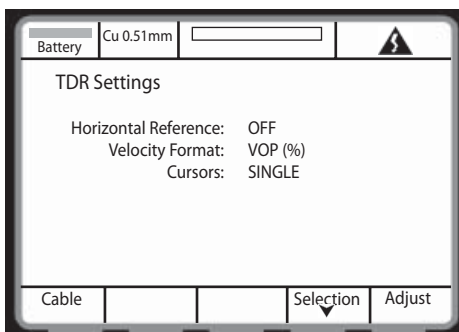 Battery
Cu 0.51mm
TDR Settings
Horizontal Reference: OFF
Velocity Format: VOP (%)
Cursors: SINGLE
Cable
Selection
Adjust